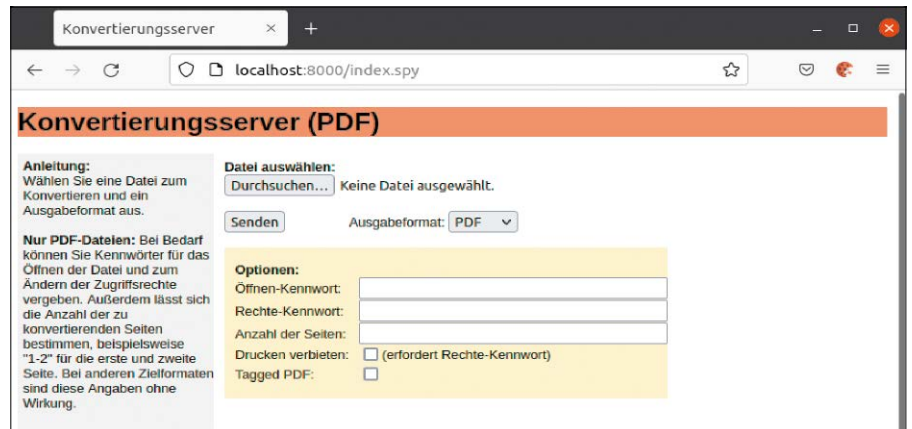 Konvertierungsserver
localhost:8000/index.spy
Konvertierungsserver (PDF)
Anleitung:
Wählen Sie eine Datei zum
Konvertieren und ein
Ausgabeformat aus.
Nur PDF-Dateien: Bei Bedarf
können Sie Kennwörter für das
Öffnen der Datei und zum
Ändern der Zugriffsrechte
vergeben. Außerdem lässt sich
die Anzahl der zu
konvertierenden Seiten
bestimmen, beispielsweise
"1-2" für die erste und zweite
Seite. Bei anderen Zielformaten
sind diese Angaben ohne
Wirkung.
Datei auswählen:
Durchsuchen... Keine Datei ausgewählt.
Senden Ausgabeformat: PDF
Optionen:
Öffnen-Kennwort:
Rechte-Kennwort:
Anzahl der Seiten:
Drucken verbieten: (erfordert Rechte-Kennwort)
Tagged PDF: